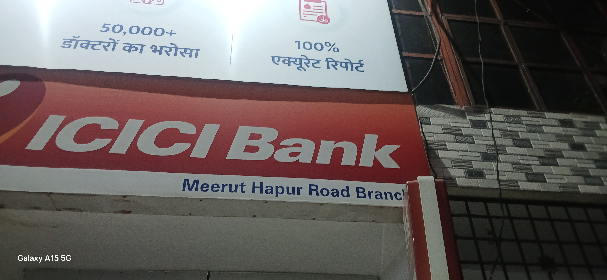 50,000+
डॉक्टरों का भरोसा
100%
एक्यूरेट रिपोर्ट
ICICI Bank
Meerut Hapur Road Branch
Galaxy A15 5G